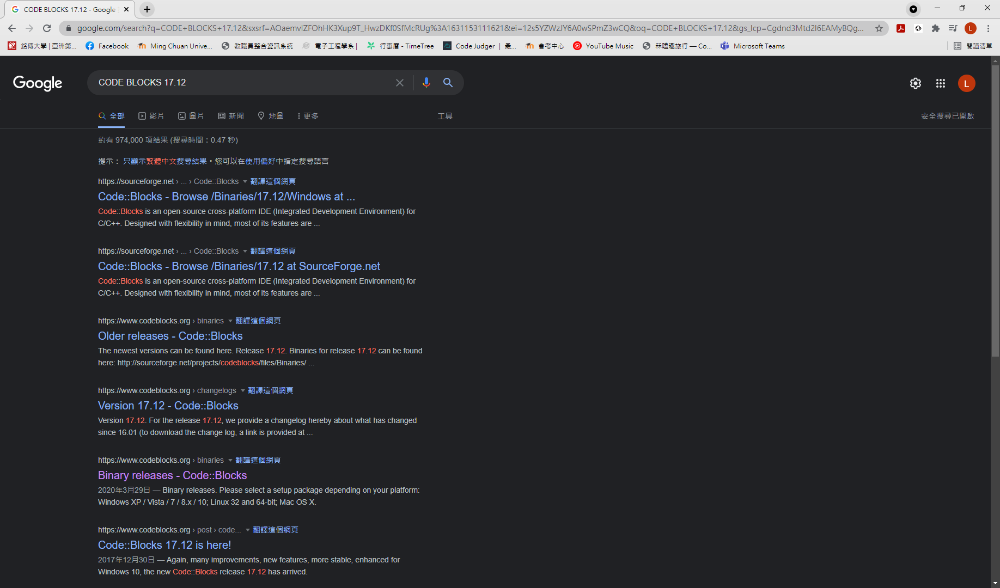 CODE BLOCKS 17.12 - Google
google.com/search?q=CODE+BLOCKS+17.12&sxsrf=AOaemvIZFOhHK3Xup9T_HwzDKf0SfMcRUg%3A1631153111621&ei=12s5YZWzJY6A0wSPmZ3wCQ&oq=CODE+BLOCKS+17.12&gs_lcp=Cgdnd3Mtd2l6EAMyBQg...
L
銘傳大學 | 亞洲第... Facebook Ming Chuan Unive... 教職員整合資訊系統 電子工程學系 | 行事曆 - TimeTree Code Judger | 最... 會考中心 YouTube Music 秝嗑趣旅行 — Co... Microsoft Teams 閱讀清單
Google CODE BLOCKS 17.12 L
全部 影片 圖片 新聞 地圖 更多 工具 安全搜尋已開啟
約有 974,000 項結果 (搜尋時間：0.47 秒)
提示： 只顯示繁體中文搜尋結果。您可以在使用偏好中指定搜尋語言
https://sourceforge.net › ... › Code::Blocks 翻譯這個網頁
Code::Blocks - Browse /Binaries/17.12/Windows at ...
Code::Blocks is an open-source cross-platform IDE (Integrated Development Environment) for
C/C++. Designed with flexibility in mind, most of its features are ...
https://sourceforge.net › ... › Code::Blocks 翻譯這個網頁
Code::Blocks - Browse /Binaries/17.12 at SourceForge.net
Code::Blocks is an open-source cross-platform IDE (Integrated Development Environment) for
C/C++. Designed with flexibility in mind, most of its features are ...
https://www.codeblocks.org › binaries 翻譯這個網頁
Older releases - Code::Blocks
The newest versions can be found here. Release 17.12. Binaries for release 17.12 can be found
here: http://sourceforge.net/projects/codeblocks/files/Binaries/ ...
https://www.codeblocks.org › changelogs 翻譯這個網頁
Version 17.12 - Code::Blocks
Version 17.12. For the release 17.12, we provide a changelog hereby about what has changed
since 16.01 (to download the change log, a link is provided at ...
https://www.codeblocks.org › binaries 翻譯這個網頁
Binary releases - Code::Blocks
2020年3月29日 — Binary releases. Please select a setup package depending on your platform:
Windows XP / Vista / 7 / 8.x / 10; Linux 32 and 64-bit; Mac OS X.
https://www.codeblocks.org › post › code... 翻譯這個網頁
Code::Blocks 17.12 is here!
2017年12月30日 — Again, many improvements, new features, more stable, enhanced for
Windows 10, the new Code::Blocks release 17.12 has arrived.